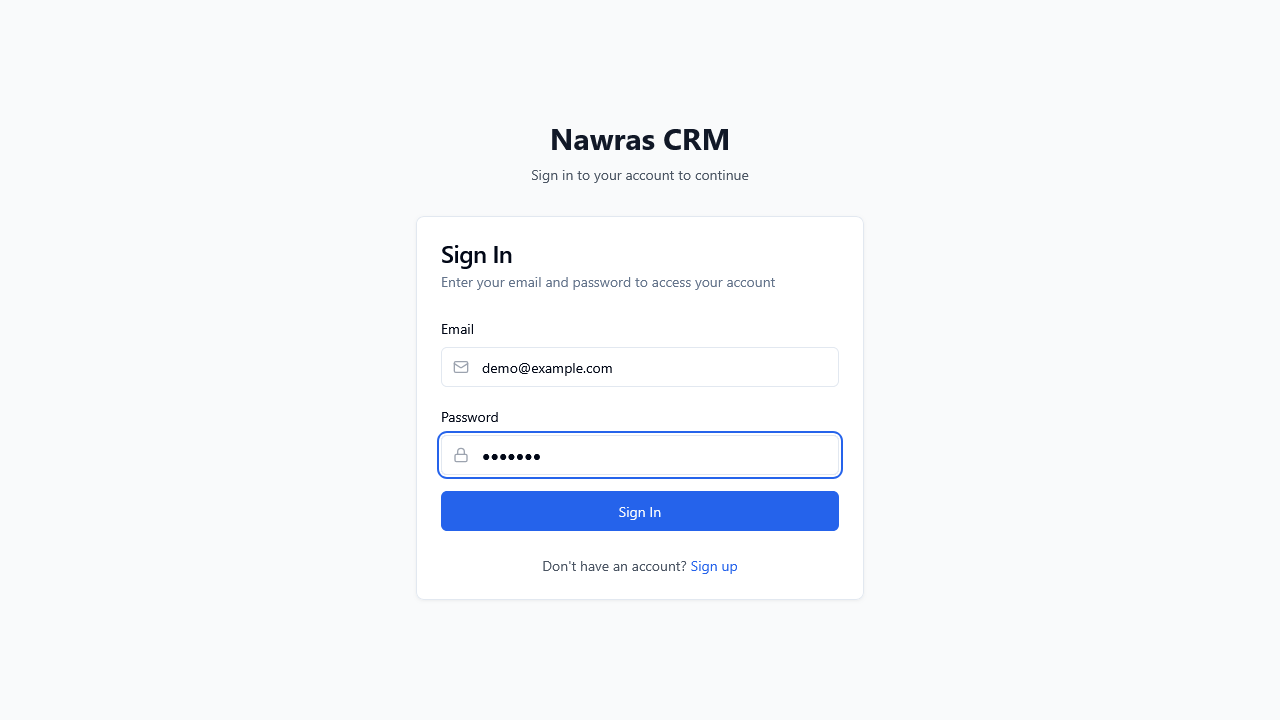 Nawras CRM
Sign in to your account to continue
Sign In
Enter your email and password to access your account
Email
demo@example.com
Password
•••••••
Sign In
Don't have an account? Sign up